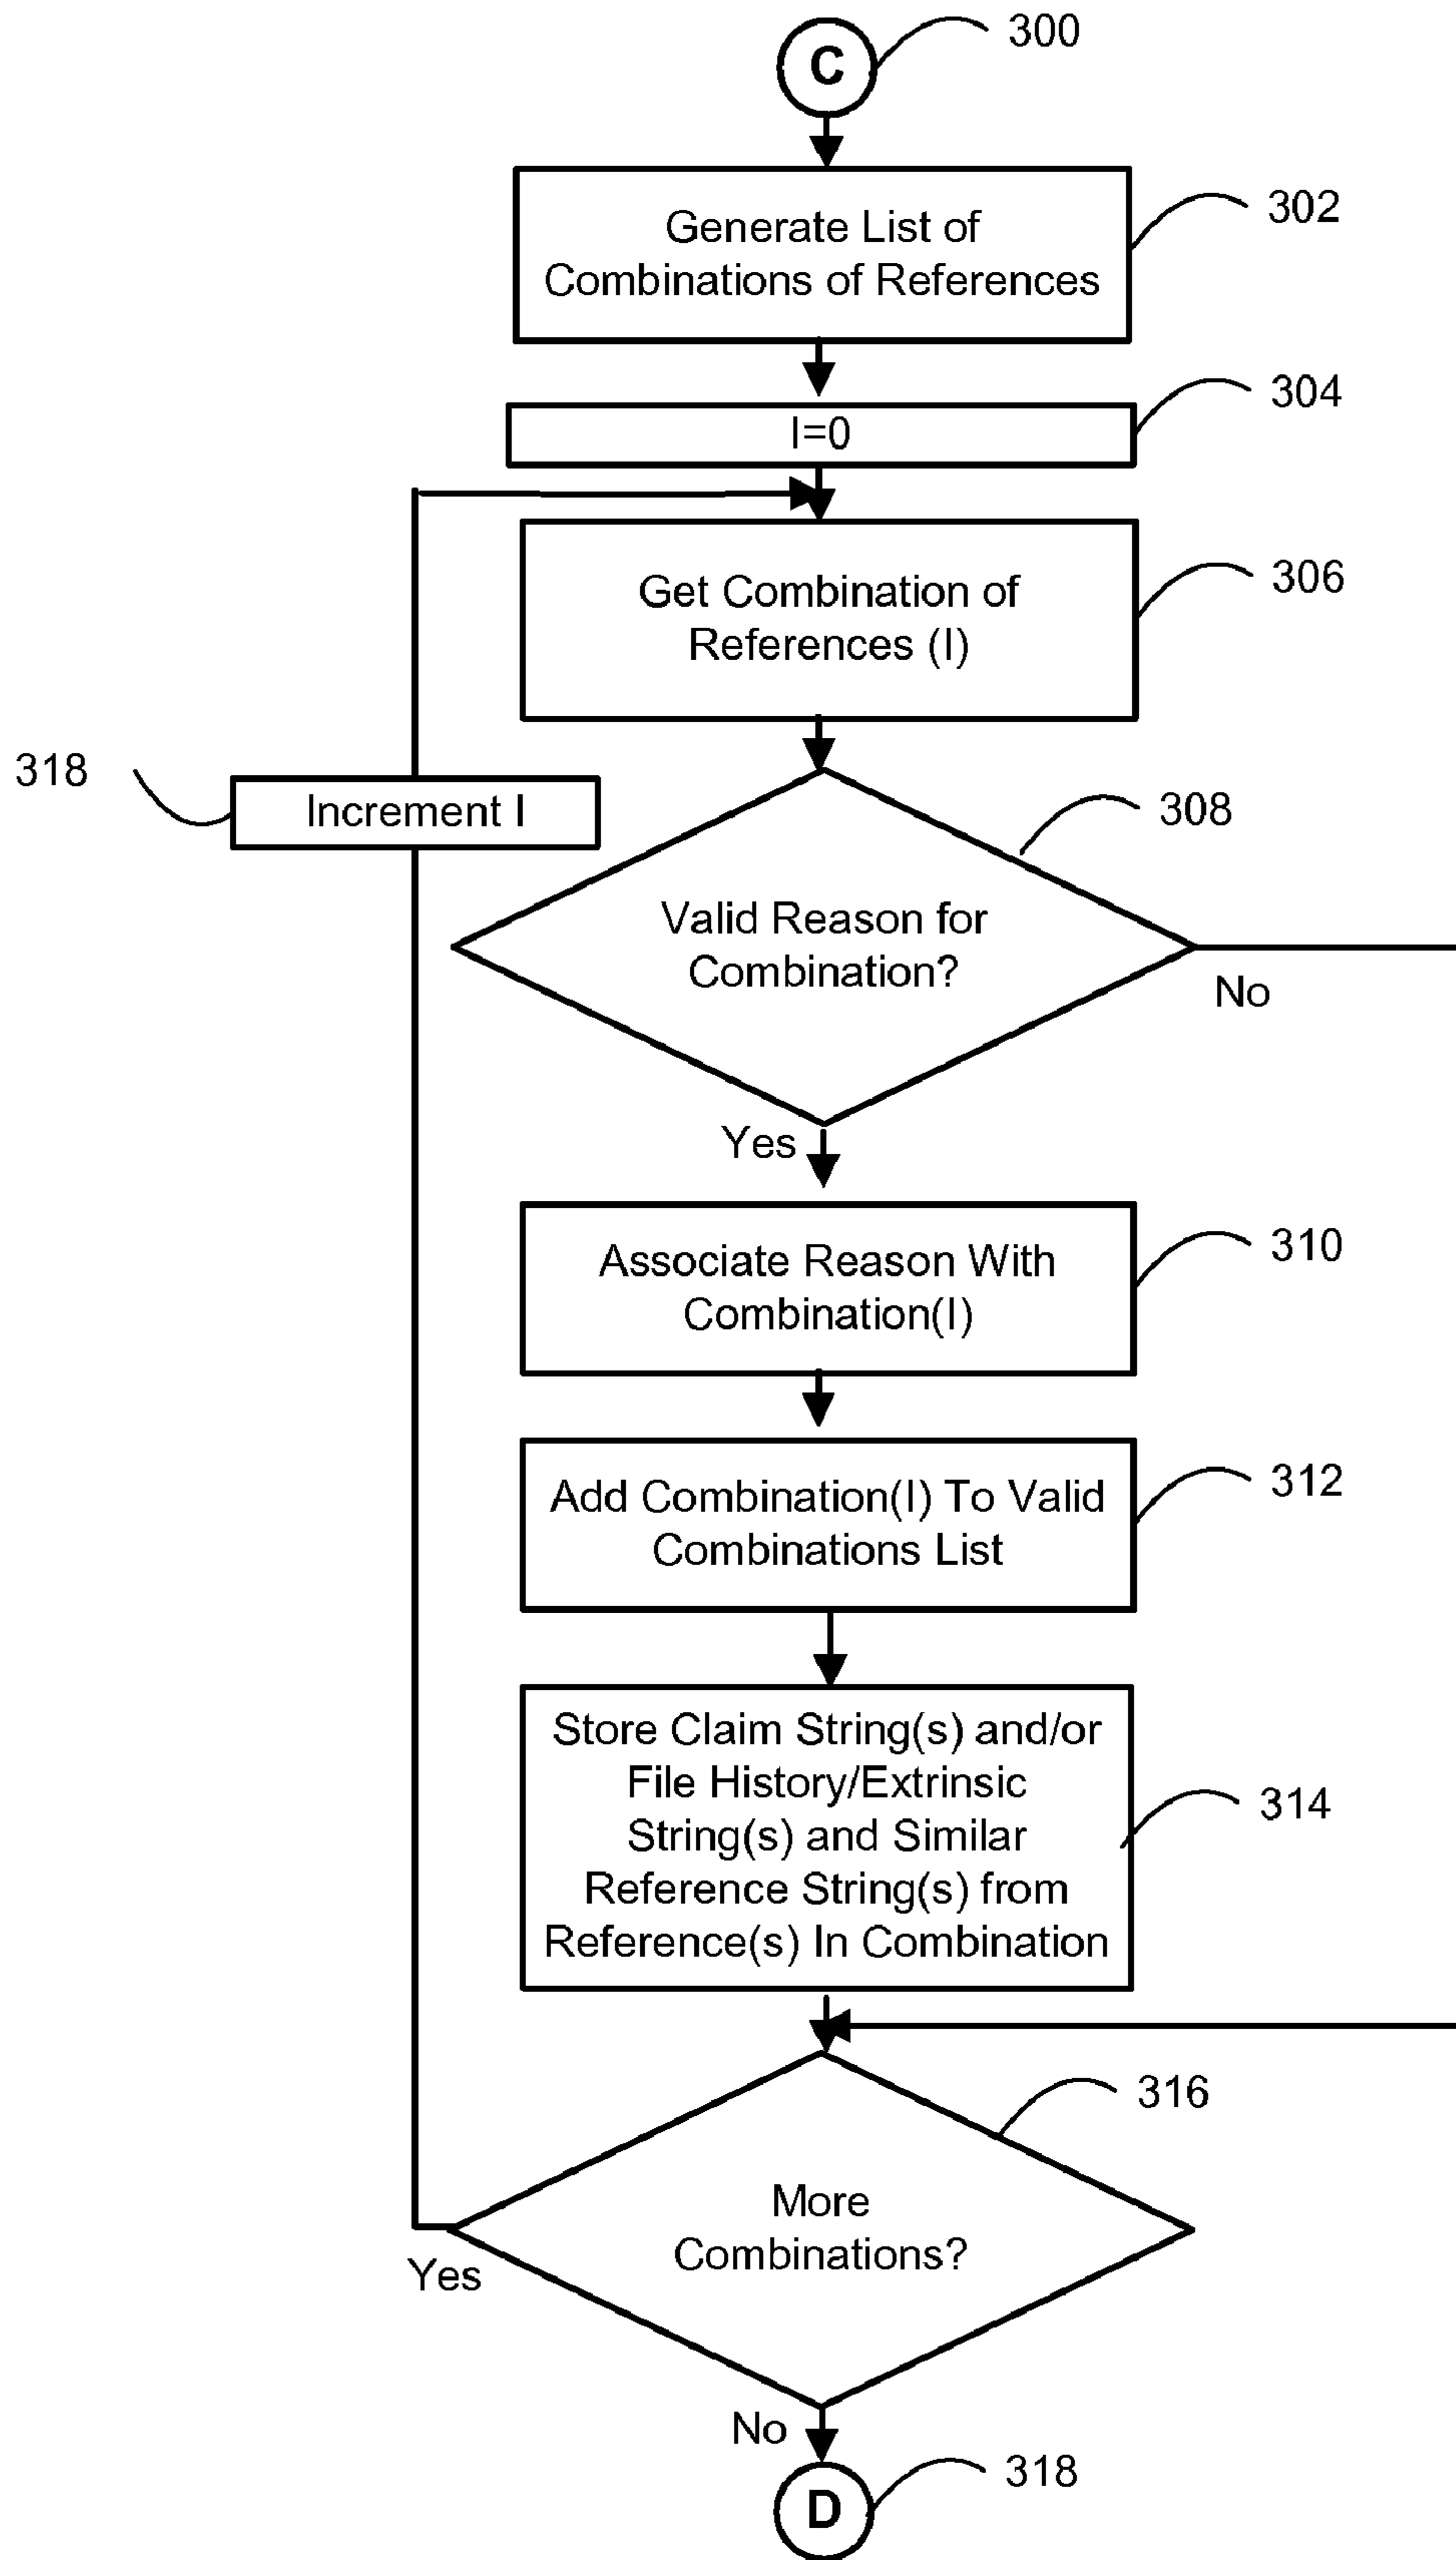 C
300
Generate List of
Combinations of References
302
I=0
304
Get Combination of
References (I)
306
318
Increment I
308
Valid Reason for
Combination?
No
Yes
Associate Reason With
Combination(I)
310
Add Combination(I) To Valid
Combinations List
312
Store Claim String(s) and/or
File History/Extrinsic
String(s) and Similar
Reference String(s) from
Reference(s) In Combination
314
316
More
Combinations?
Yes
No
D
318